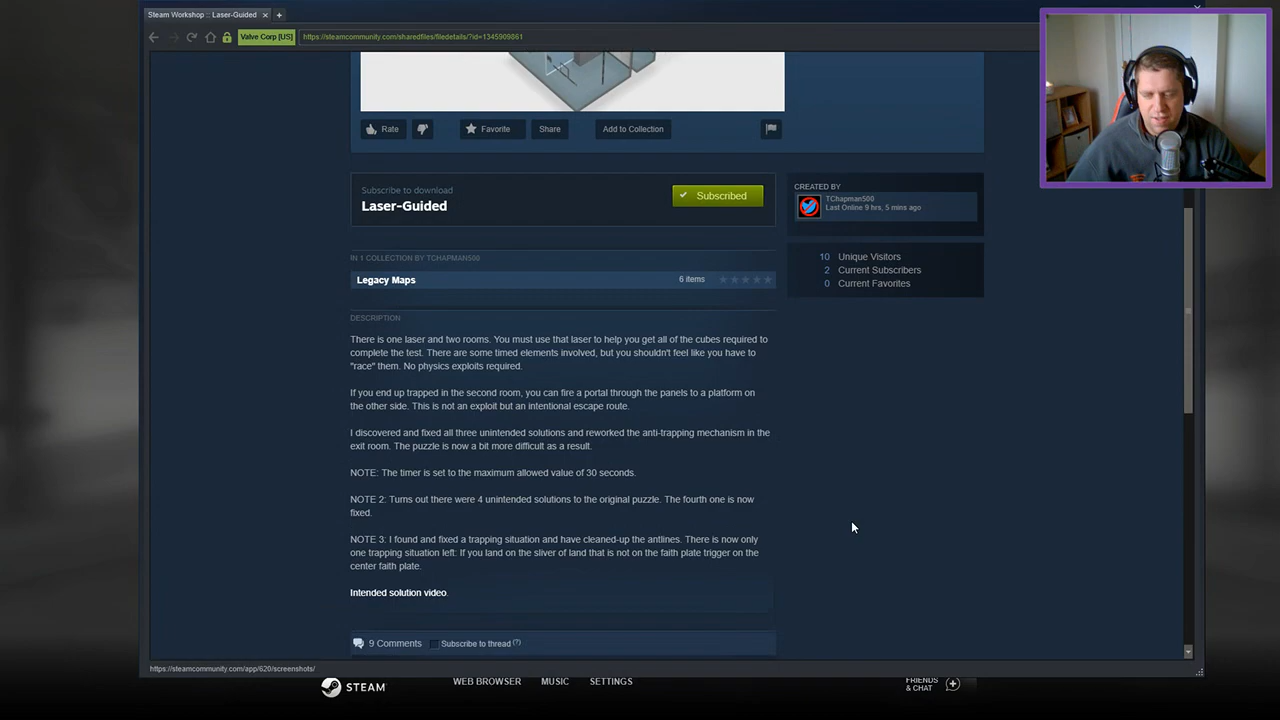 Steam Workshop :: Laser-Guided × +
Valve Corp [US] https://steamcommunity.com/sharedfiles/filedetails/?id=1345909861
Rate Favorite Share Add to Collection
Subscribe to download
Laser-Guided
Subscribed
CREATED BY
TChapman500
Last Online 9 hrs, 5 mins ago
10 Unique Visitors
2 Current Subscribers
0 Current Favorites
IN 1 COLLECTION BY TCHAPMAN500
Legacy Maps 6 items
DESCRIPTION
There is one laser and two rooms. You must use that laser to help you get all of the cubes required to
complete the test. There are some timed elements involved, but you shouldn't feel like you have to
"race" them. No physics exploits required.
If you end up trapped in the second room, you can fire a portal through the panels to a platform on
the other side. This is not an exploit but an intentional escape route.
I discovered and fixed all three unintended solutions and reworked the anti-trapping mechanism in the
exit room. The puzzle is now a bit more difficult as a result.
NOTE: The timer is set to the maximum allowed value of 30 seconds.
NOTE 2: Turns out there were 4 unintended solutions to the original puzzle. The fourth one is now
fixed.
NOTE 3: I found and fixed a trapping situation and have cleaned-up the antlines. There is now only
one trapping situation left: If you land on the sliver of land that is not on the faith plate trigger on the
center faith plate.
Intended solution video.
9 Comments Subscribe to thread (?)
https://steamcommunity.com/app/620/screenshots/
STEAM WEB BROWSER MUSIC SETTINGS
FRIENDS
& CHAT